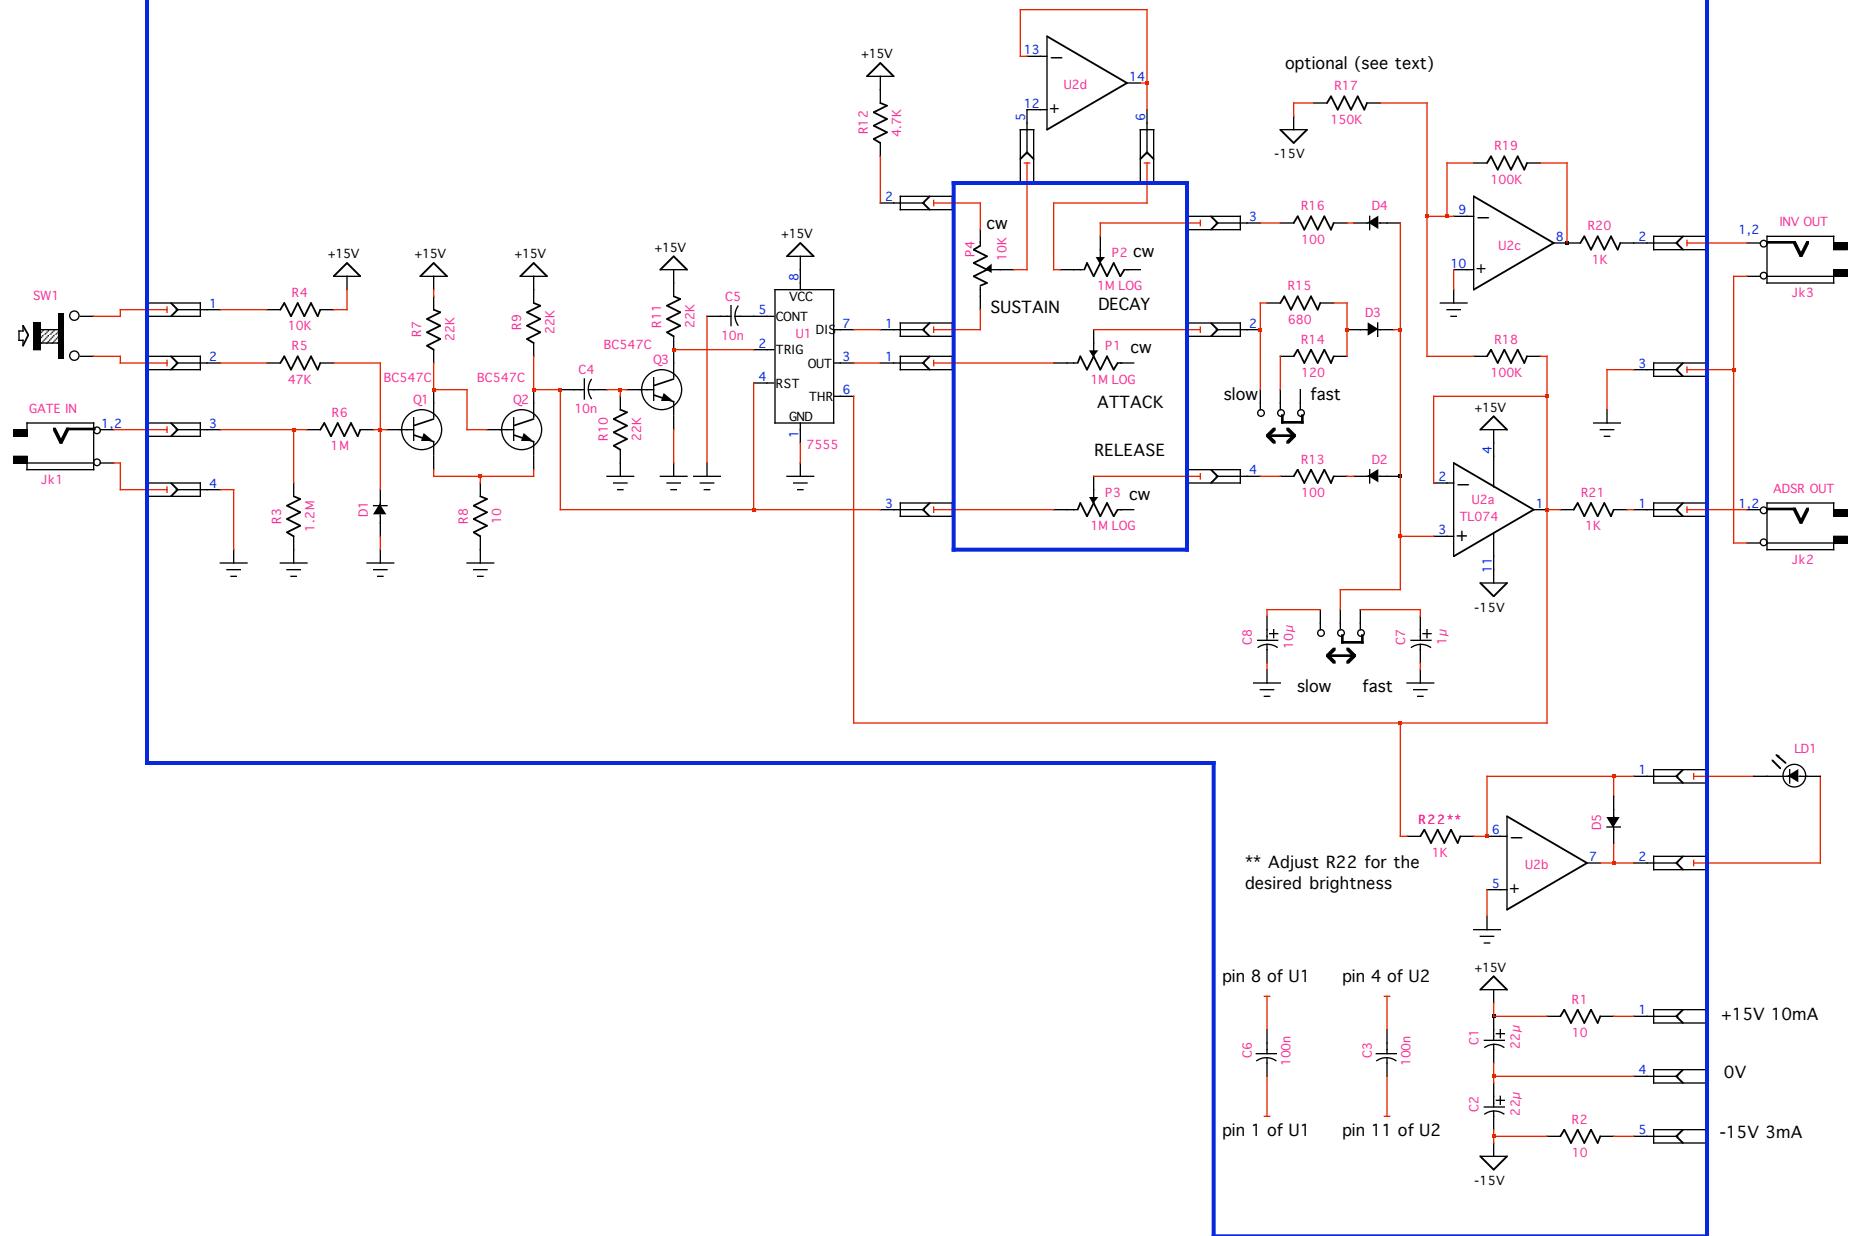 +15V
R12
4.7K
2
13
12
U2d
14
5
6
optional (see text)
R17
150K
-15V
R19
100K
9
10
U2c
8
R20
1K
2
1,2
INV OUT
Jk3
cw
P4
10K
SUSTAIN
P2
cw
1M LOG
DECAY
3
R16
100
D4
SW1
1
R4
10K
+15V
2
R5
47K
+15V
R7
22K
+15V
R9
22K
+15V
R11
22K
+15V
8
C5
10n
5
VCC
CONT
U1
DIS
7
1
2
TRIG
OUT
3
1
4
RST
THR
6
GND
1
7555
BC547C
Q1
BC547C
Q2
C4
10n
BC547C
Q3
R10
22K
GATE IN
1,2
Jk1
3
R6
1M
4
R3
1.2M
D1
R8
10
P1
cw
1M LOG
ATTACK
2
R15
680
R14
120
D3
slow
fast
RELEASE
P3
cw
1M LOG
3
4
R13
100
D2
R18
100K
3
+15V
4
2
3
U2a
TL074
1
11
-15V
R21
1K
1
1,2
ADSR OUT
Jk2
C8
10µ
C7
1µ
slow
fast
LD1
1
R22**
1K
6
5
U2b
7
D5
2
** Adjust R22 for the
desired brightness
pin 8 of U1
C6
100n
pin 1 of U1
pin 4 of U2
C3
100n
pin 11 of U2
+15V
R1
10
1
+15V 10mA
C1
22µ
4
0V
C2
22µ
R2
10
5
-15V 3mA
-15V